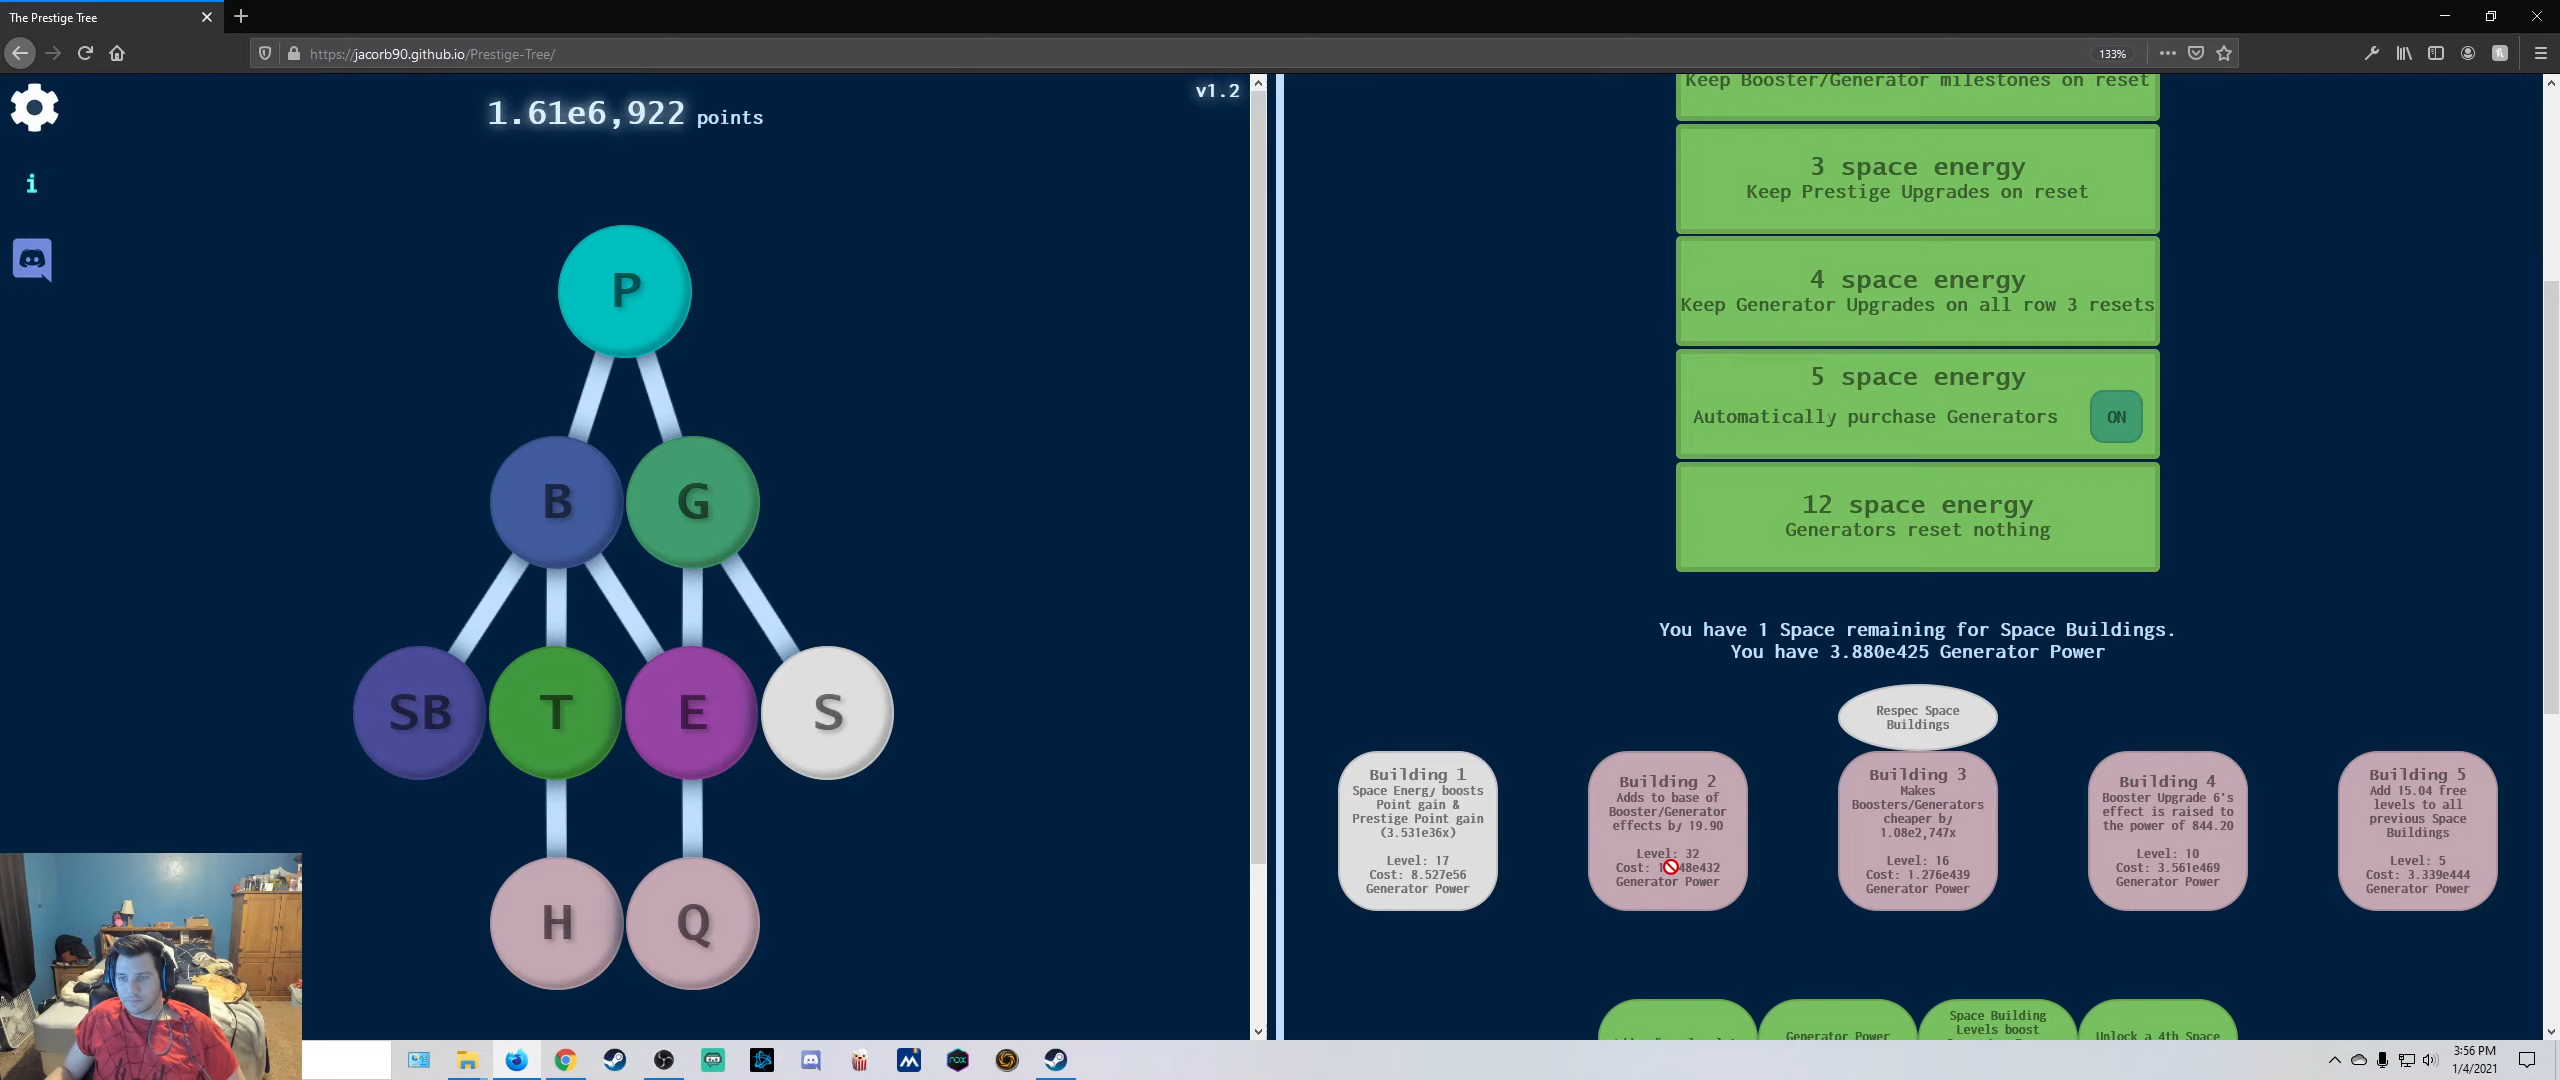 The Prestige Tree
https://jacorb90.github.io/Prestige-Tree/
133%
v1.2
1.61e6,922 points
i
P
B
G
SB
T
E
S
H
Q
Keep Booster/Generator milestones on reset
3 space energy
Keep Prestige Upgrades on reset
4 space energy
Keep Generator Upgrades on all row 3 resets
5 space energy
Automatically purchase Generators
ON
12 space energy
Generators reset nothing
You have 1 Space remaining for Space Buildings.
You have 3.880e425 Generator Power
Respec Space
Buildings
Building 1
Space Energy boosts
Point gain &
Prestige Point gain
(3.531e36x)
Level: 17
Cost: 8.527e56
Generator Power
Building 2
Adds to base of
Booster/Generator
effects by 19.90
Level: 32
Cost:
Generator Power
Building 3
Makes
Boosters/Generators
cheaper by
1.08e2,747x
Level: 16
Cost: 1.276e439
Generator Power
Building 4
Booster Upgrade 6's
effect is raised to
the power of 844.20
Level: 10
Cost: 3.561e469
Generator Power
Building 5
Add 15.04 free
levels to all
previous Space
Buildings
Level: 5
Cost: 3.339e444
Generator Power
Generator Power
Space Building
Levels boost
Unlock a 4th Space
3:56 PM
1/4/2021